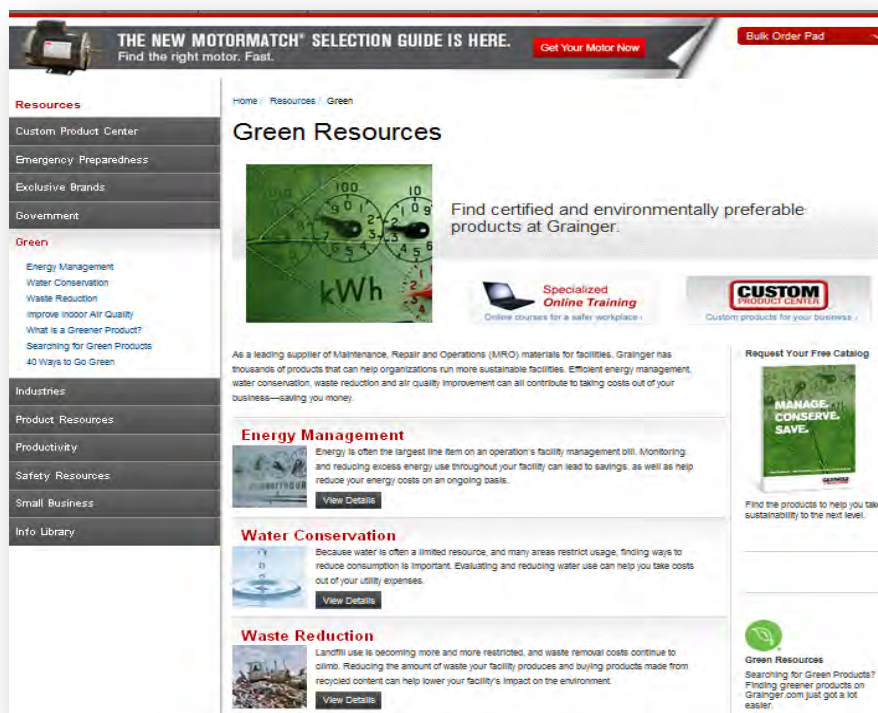 THE NEW MOTORMATCH® SELECTION GUIDE IS HERE.
Find the right motor. Fast.
Get Your Motor Now
Bulk Order Pad
Resources
Custom Product Center
Emergency Preparedness
Exclusive Brands
Government
Green
Energy Management
Water Conservation
Waste Reduction
Improve Indoor Air Quality
What is a Greener Product?
Searching for Green Products
40 Ways to Go Green
Industries
Product Resources
Productivity
Safety Resources
Small Business
Info Library
Home / Resources / Green
Green Resources
100
10
kWh
Find certified and environmentally preferable
products at Grainger.
Specialized
Online Training
Online courses for a safer workplace ›
CUSTOM
PRODUCT CENTER
Custom products for your business ›
As a leading supplier of Maintenance, Repair and Operations (MRO) materials for facilities, Grainger has
thousands of products that can help organizations run more sustainable facilities. Efficient energy management,
water conservation, waste reduction and air quality improvement can all contribute to taking costs out of your
business—saving you money.
Energy Management
Energy is often the largest line item on an operation's facility management bill. Monitoring
and reducing excess energy use throughout your facility can lead to savings, as well as help
reduce your energy costs on an ongoing basis.
View Details
Water Conservation
Because water is often a limited resource, and many areas restrict usage, finding ways to
reduce consumption is important. Evaluating and reducing water use can help you take costs
out of your utility expenses.
View Details
Waste Reduction
Landfill use is becoming more and more restricted, and waste removal costs continue to
climb. Reducing the amount of waste your facility produces and buying products made from
recycled content can help lower your facility's impact on the environment.
View Details
Request Your Free Catalog
MANAGE.
CONSERVE.
SAVE.
GRAINGER
Find the products to help you take
sustainability to the next level.
Green Resources
Searching for Green Products?
Finding greener products on
Grainger.com just got a lot
easier.